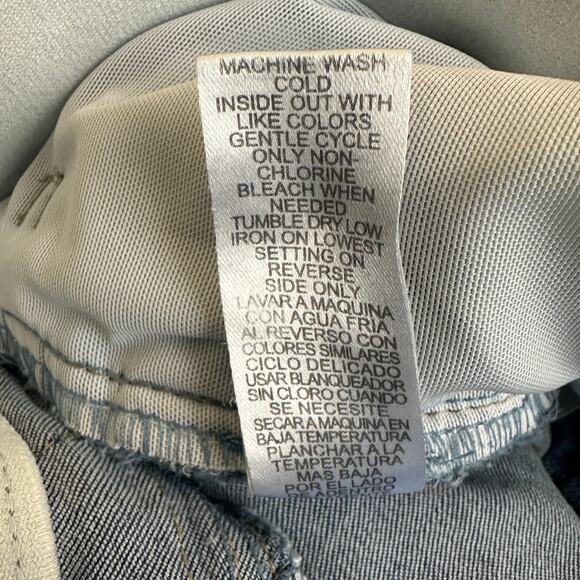 MACHINE WASH
COLD
INSIDE OUT WITH
LIKE COLORS
GENTLE CYCLE
ONLY NON-
CHLORINE
BLEACH WHEN
NEEDED
TUMBLE DRY LOW
IRON ON LOWEST
SETTING ON
REVERSE
SIDE ONLY
LAVAR A MAQUINA
CON AGUA FRIA
AL REVERSO CON
COLORES SIMILARES
CICLO DELICADO
USAR BLANQUEADOR
SIN CLORO CUANDO
SE NECESITE
SECAR A MAQUINA EN
BAJA TEMPERATURA
PLANCHAR A LA
TEMPERATURA
MAS BAJA
POR EL LADO
DE ADENTRO